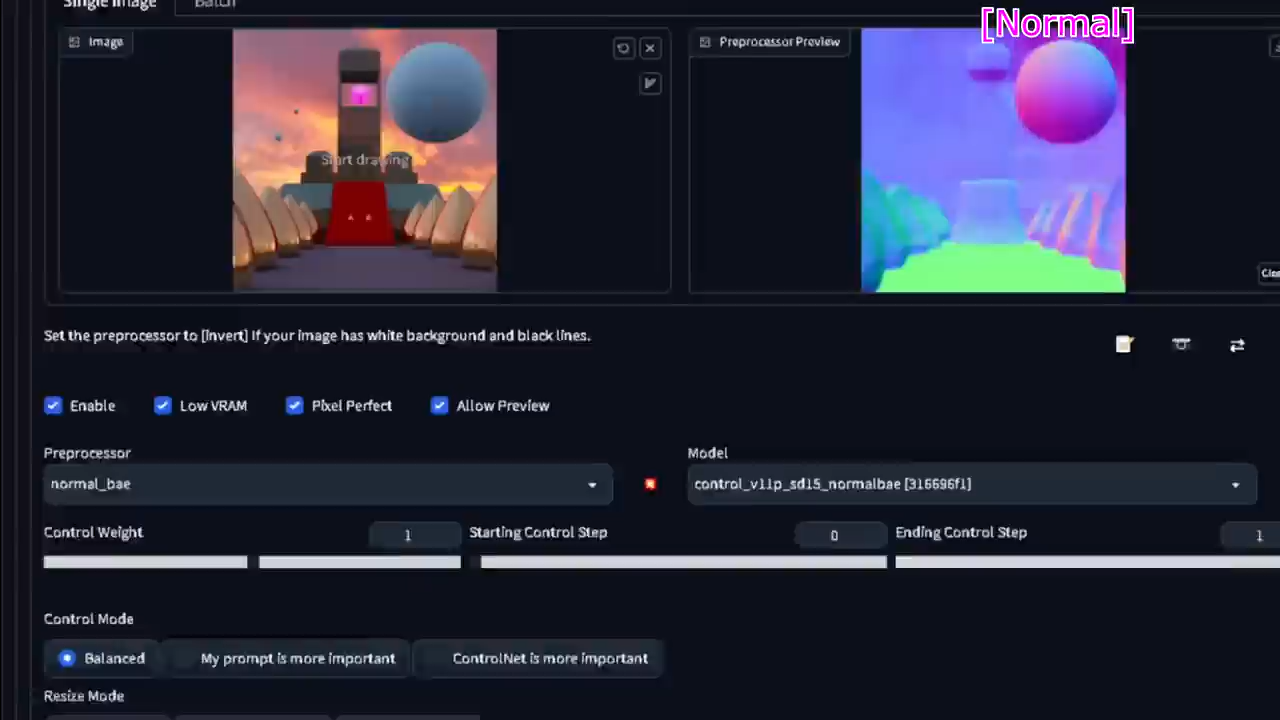 Single Image Batch
[Normal]
Image
Preprocessor Preview
Start drawing
Set the preprocessor to [invert] If your image has white background and black lines.
Enable Low VRAM Pixel Perfect Allow Preview
Preprocessor Model
normal_bae control_v11p_sd15_normalbae [316696f1]
Control Weight 1 Starting Control Step 0 Ending Control Step 1
Control Mode
Balanced My prompt is more important ControlNet is more important
Resize Mode